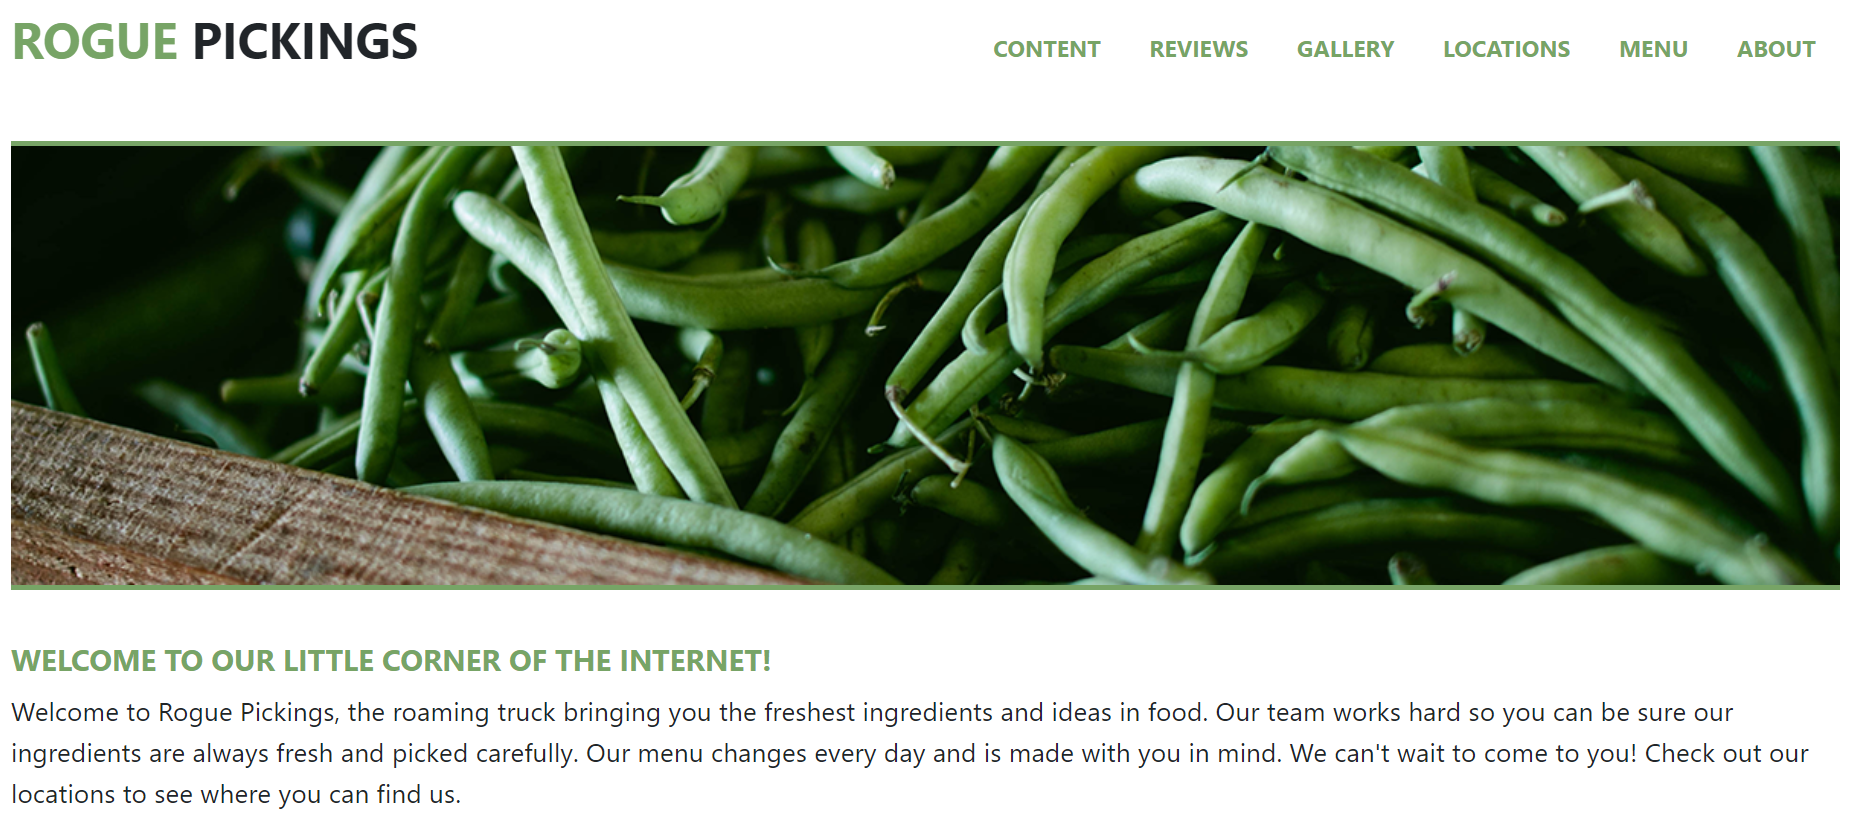 ROGUE PICKINGS
CONTENT REVIEWS GALLERY LOCATIONS MENU ABOUT
WELCOME TO OUR LITTLE CORNER OF THE INTERNET!
Welcome to Rogue Pickings, the roaming truck bringing you the freshest ingredients and ideas in food. Our team works hard so you can be sure our
ingredients are always fresh and picked carefully. Our menu changes every day and is made with you in mind. We can't wait to come to you! Check out our
locations to see where you can find us.